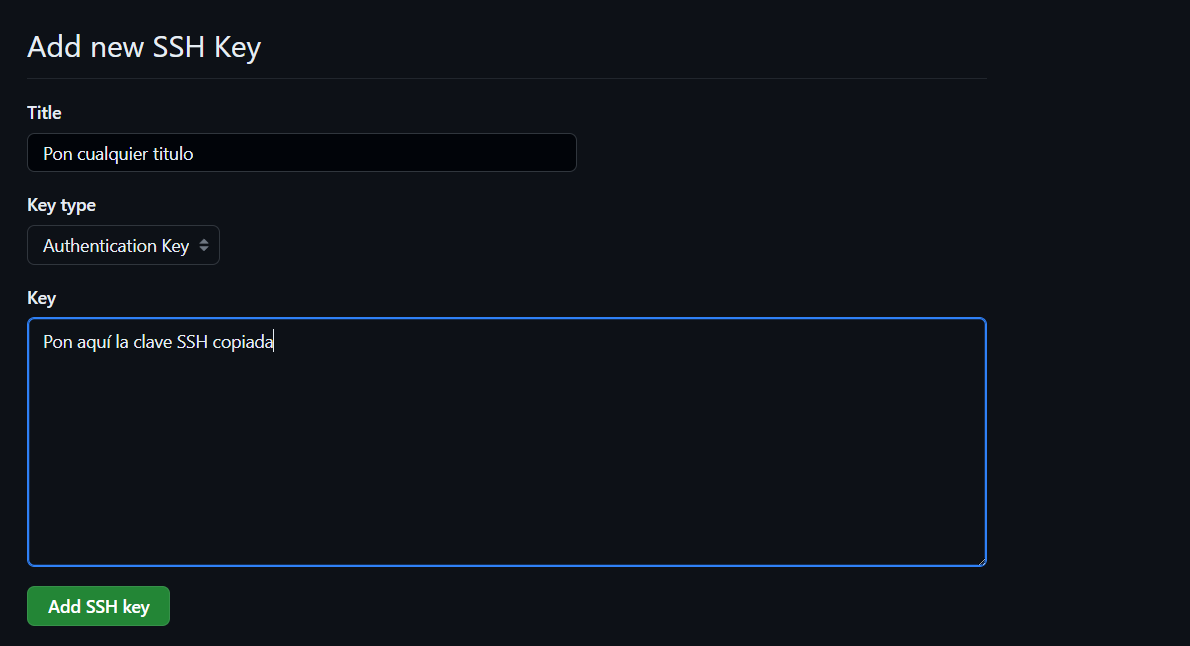 Add new SSH Key
Title
Pon cualquier titulo
Key type
Authentication Key
Key
Pon aquí la clave SSH copiada
Add SSH key